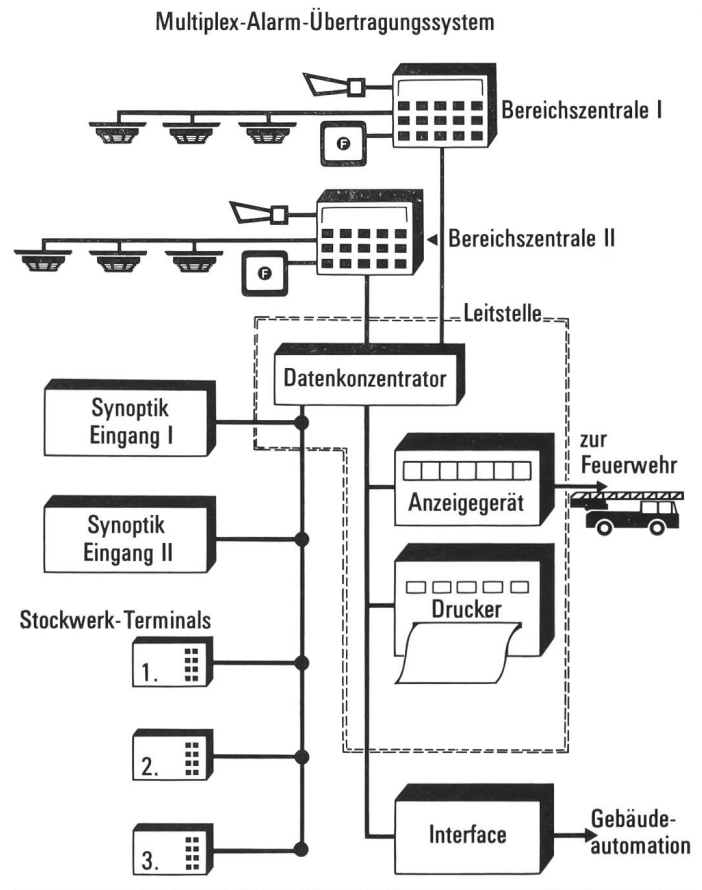 Multiplex-Alarm-Übertragungssystem
Bereichszentrale I
F
Bereichszentrale II
F
Leitstelle
Datenkonzentrator
Synoptik
Eingang I
zur
Feuerwehr
Anzeigegerät
Synoptik
Eingang II
Drucker
Stockwerk-Terminals
1.
2.
3.
Interface
Gebäude-
automation